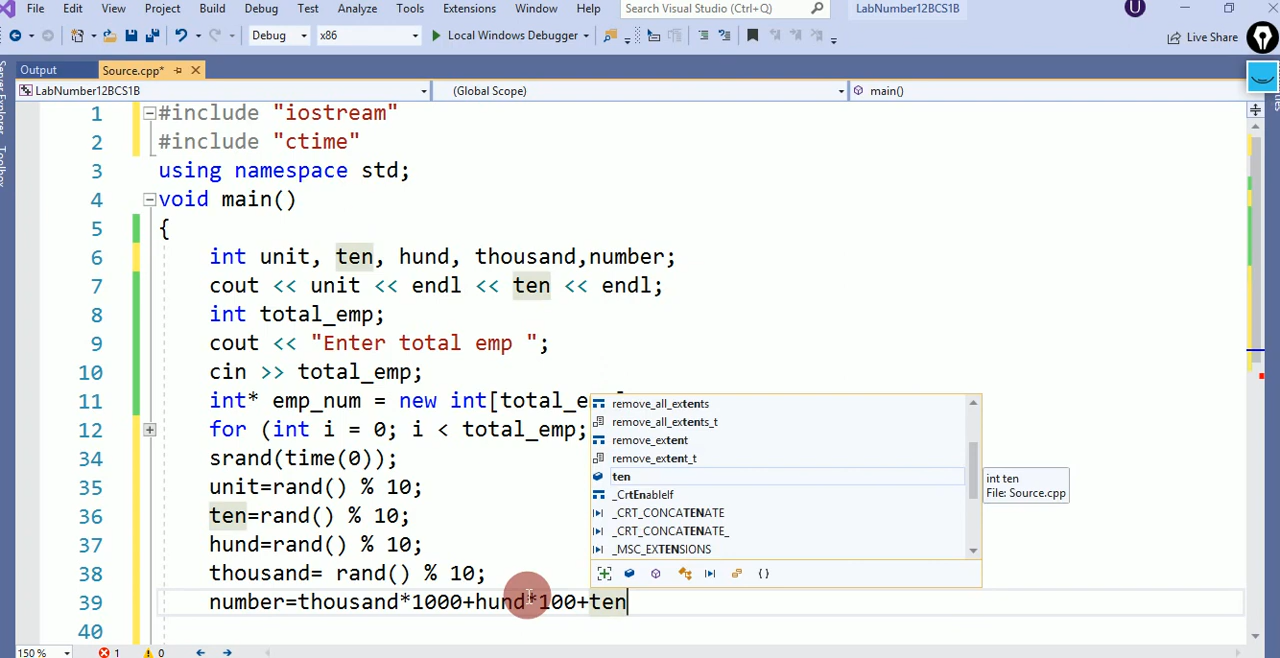 File Edit View Project Build Debug Test Analyze Tools Extensions Window Help Search Visual Studio (Ctrl+Q) LabNumber12BCS1B U
Debug x86 Local Windows Debugger Live Share
Output Source.cpp*
LabNumber12BCS1B (Global Scope) main()
Server Explorer
Toolbox
1 #include "iostream"
2 #include "ctime"
3 using namespace std;
4 void main()
5 {
6 int unit, ten, hund, thousand,number;
7 cout << unit << endl << ten << endl;
8 int total_emp;
9 cout << "Enter total emp ";
10 cin >> total_emp;
11 int* emp_num = new int[total_e
12 for (int i = 0; i < total_emp;
34 srand(time(0));
35 unit=rand() % 10;
36 ten=rand() % 10;
37 hund=rand() % 10;
38 thousand= rand() % 10;
39 number=thousand*1000+hund*100+ten
40
remove_all_extents
remove_all_extents_t
remove_extent
remove_extent_t
ten
_CrtEnableIf
_CRT_CONCATENATE
_CRT_CONCATENATE_
_MSC_EXTENSIONS
{ }
int ten
File: Source.cpp
150 % 1 0